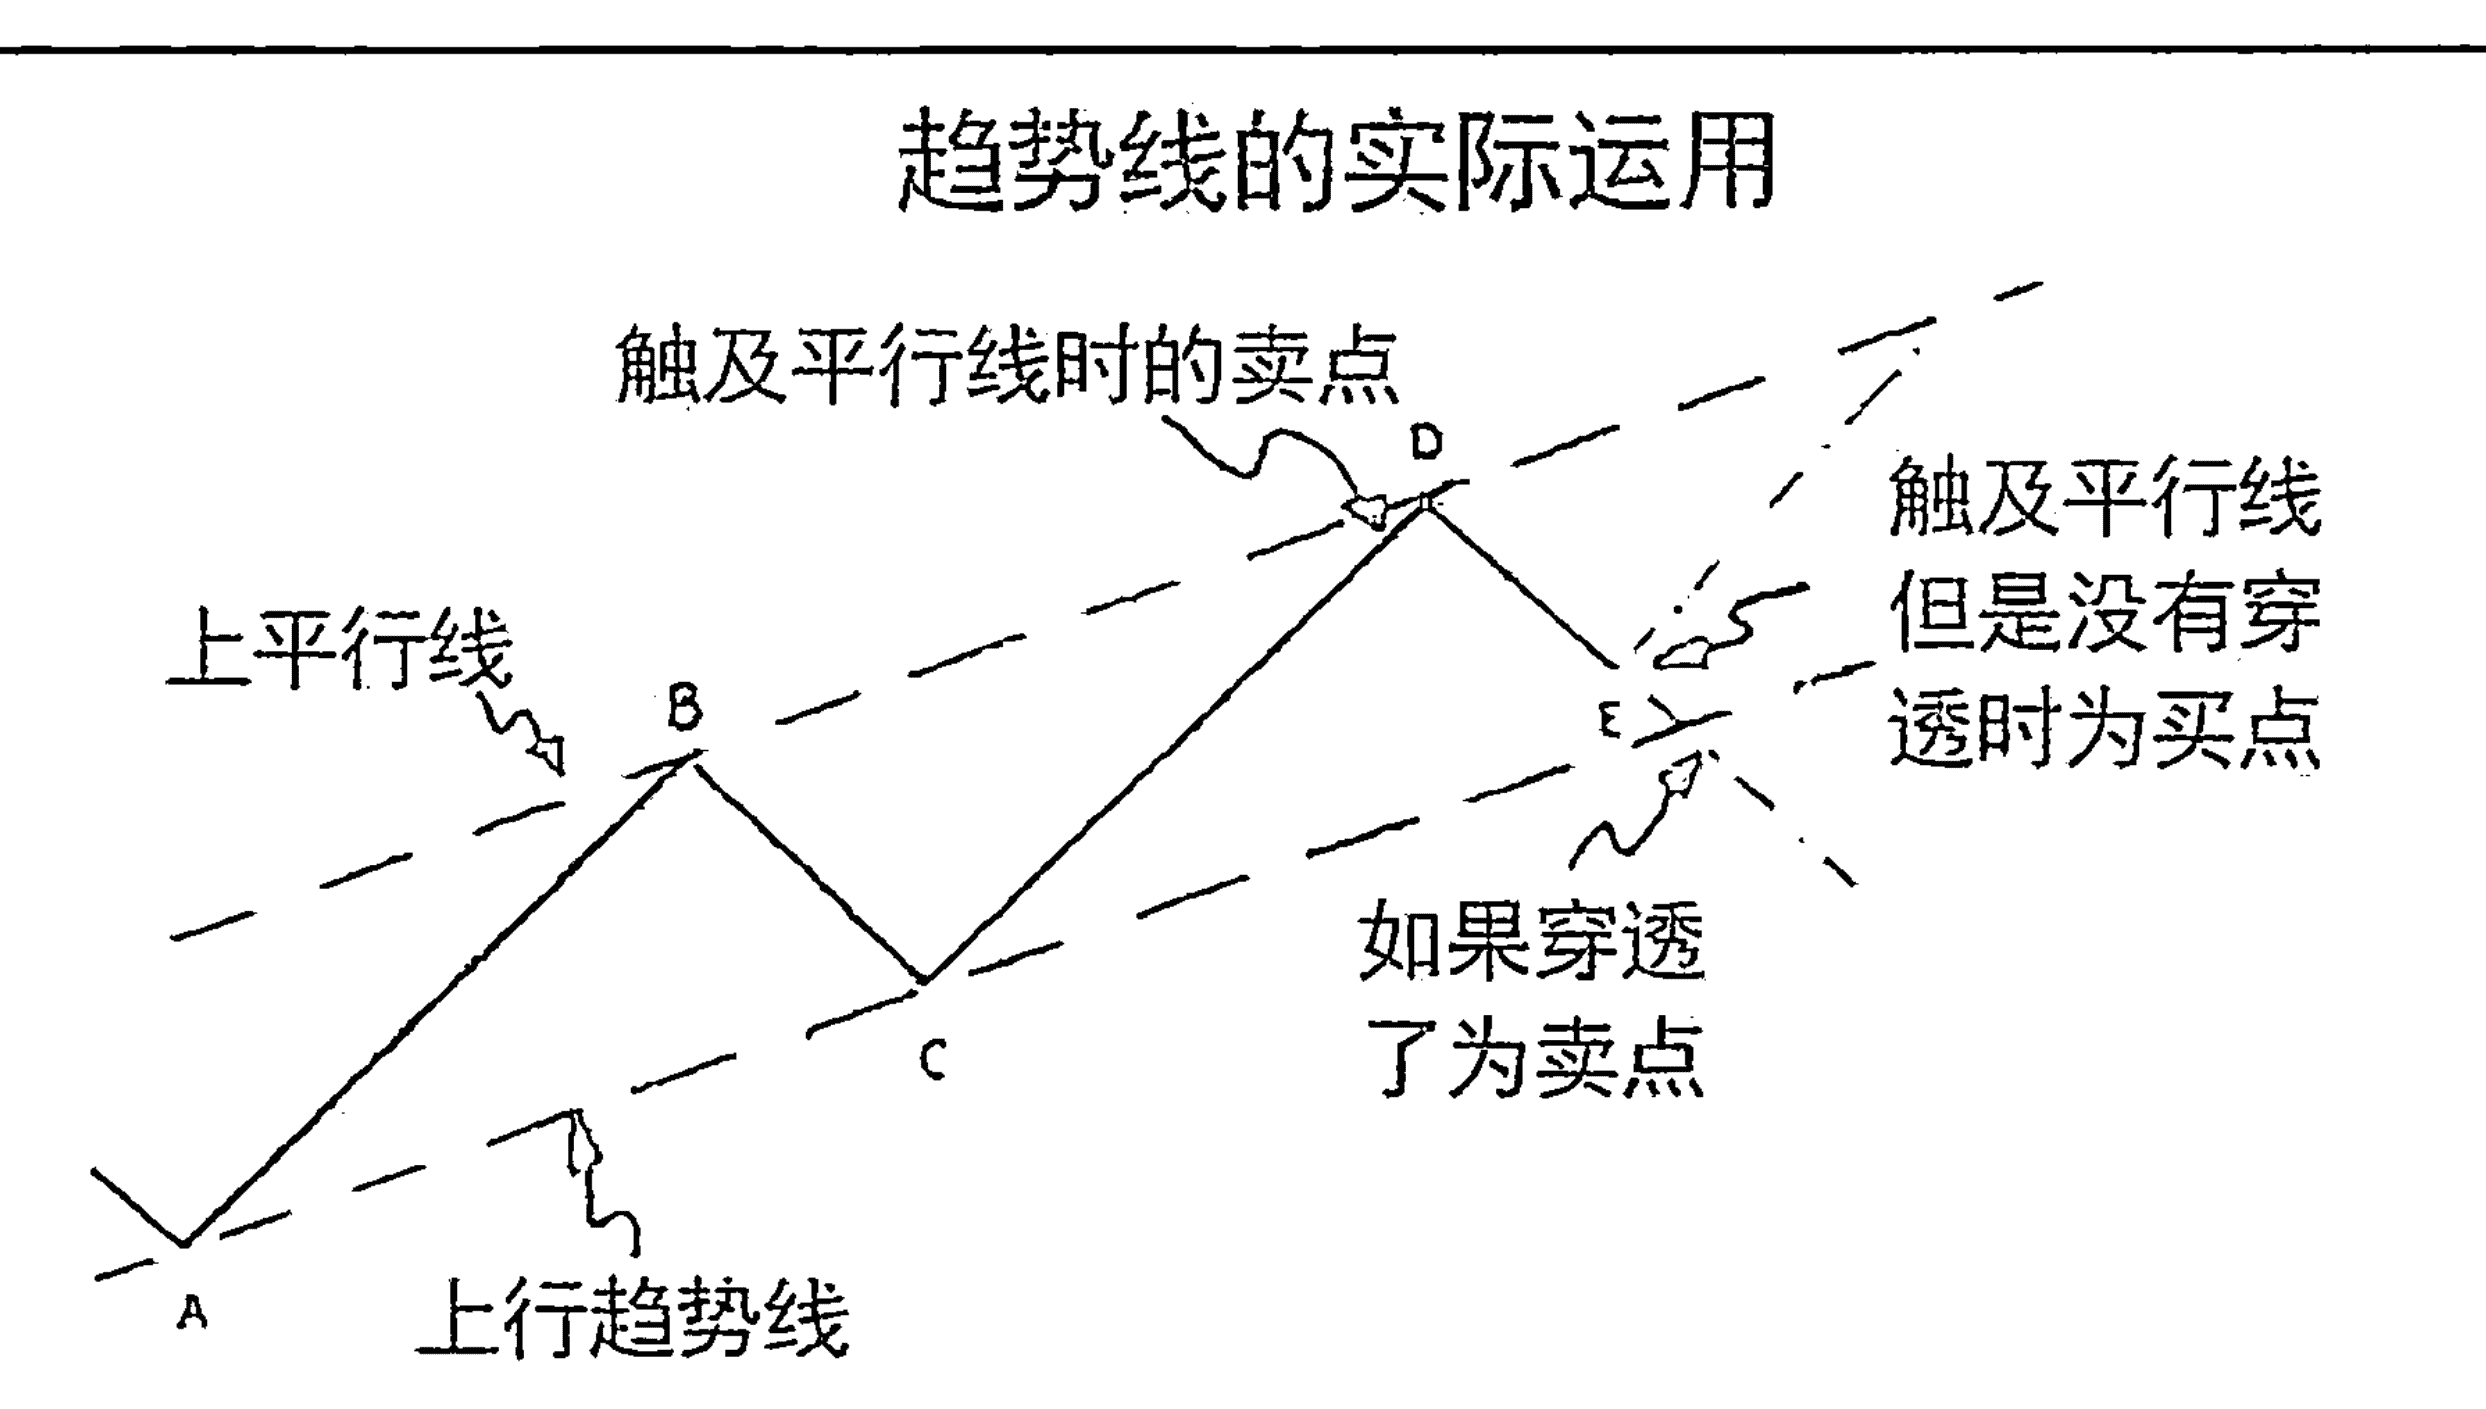 趋势线的实际运用
触及平行线时的卖点
D
触及平行线
但是没有穿
透时为买点
上平行线
B
E
如果穿透
了为卖点
C
A
上行趋势线